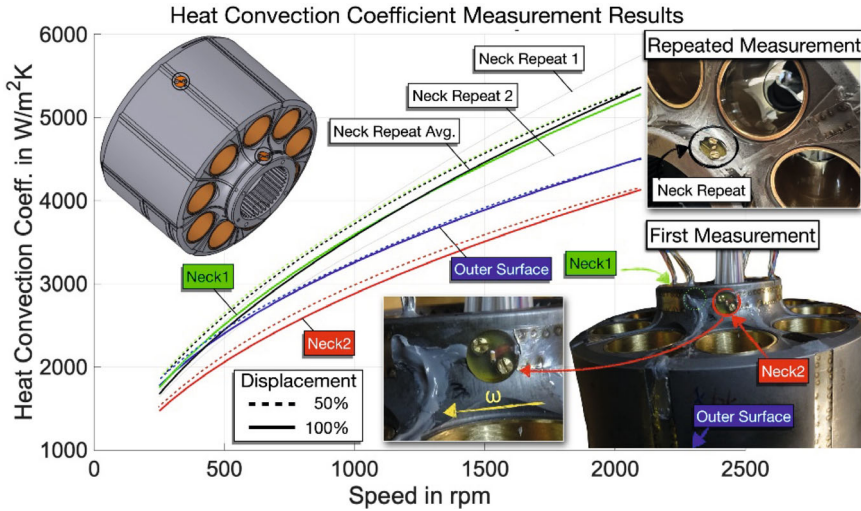 Heat Convection Coefficient Measurement Results
Heat Convection Coeff. in W/m²K
6000
5000
4000
3000
2000
1000
0
500
1000
1500
2000
2500
Speed in rpm
Neck Repeat 1
Neck Repeat 2
Neck Repeat Avg.
Neck1
Outer Surface
Neck2
Displacement
50%
100%
Repeated Measurement
Neck Repeat
First Measurement
Neck1
Neck2
Outer Surface
ω